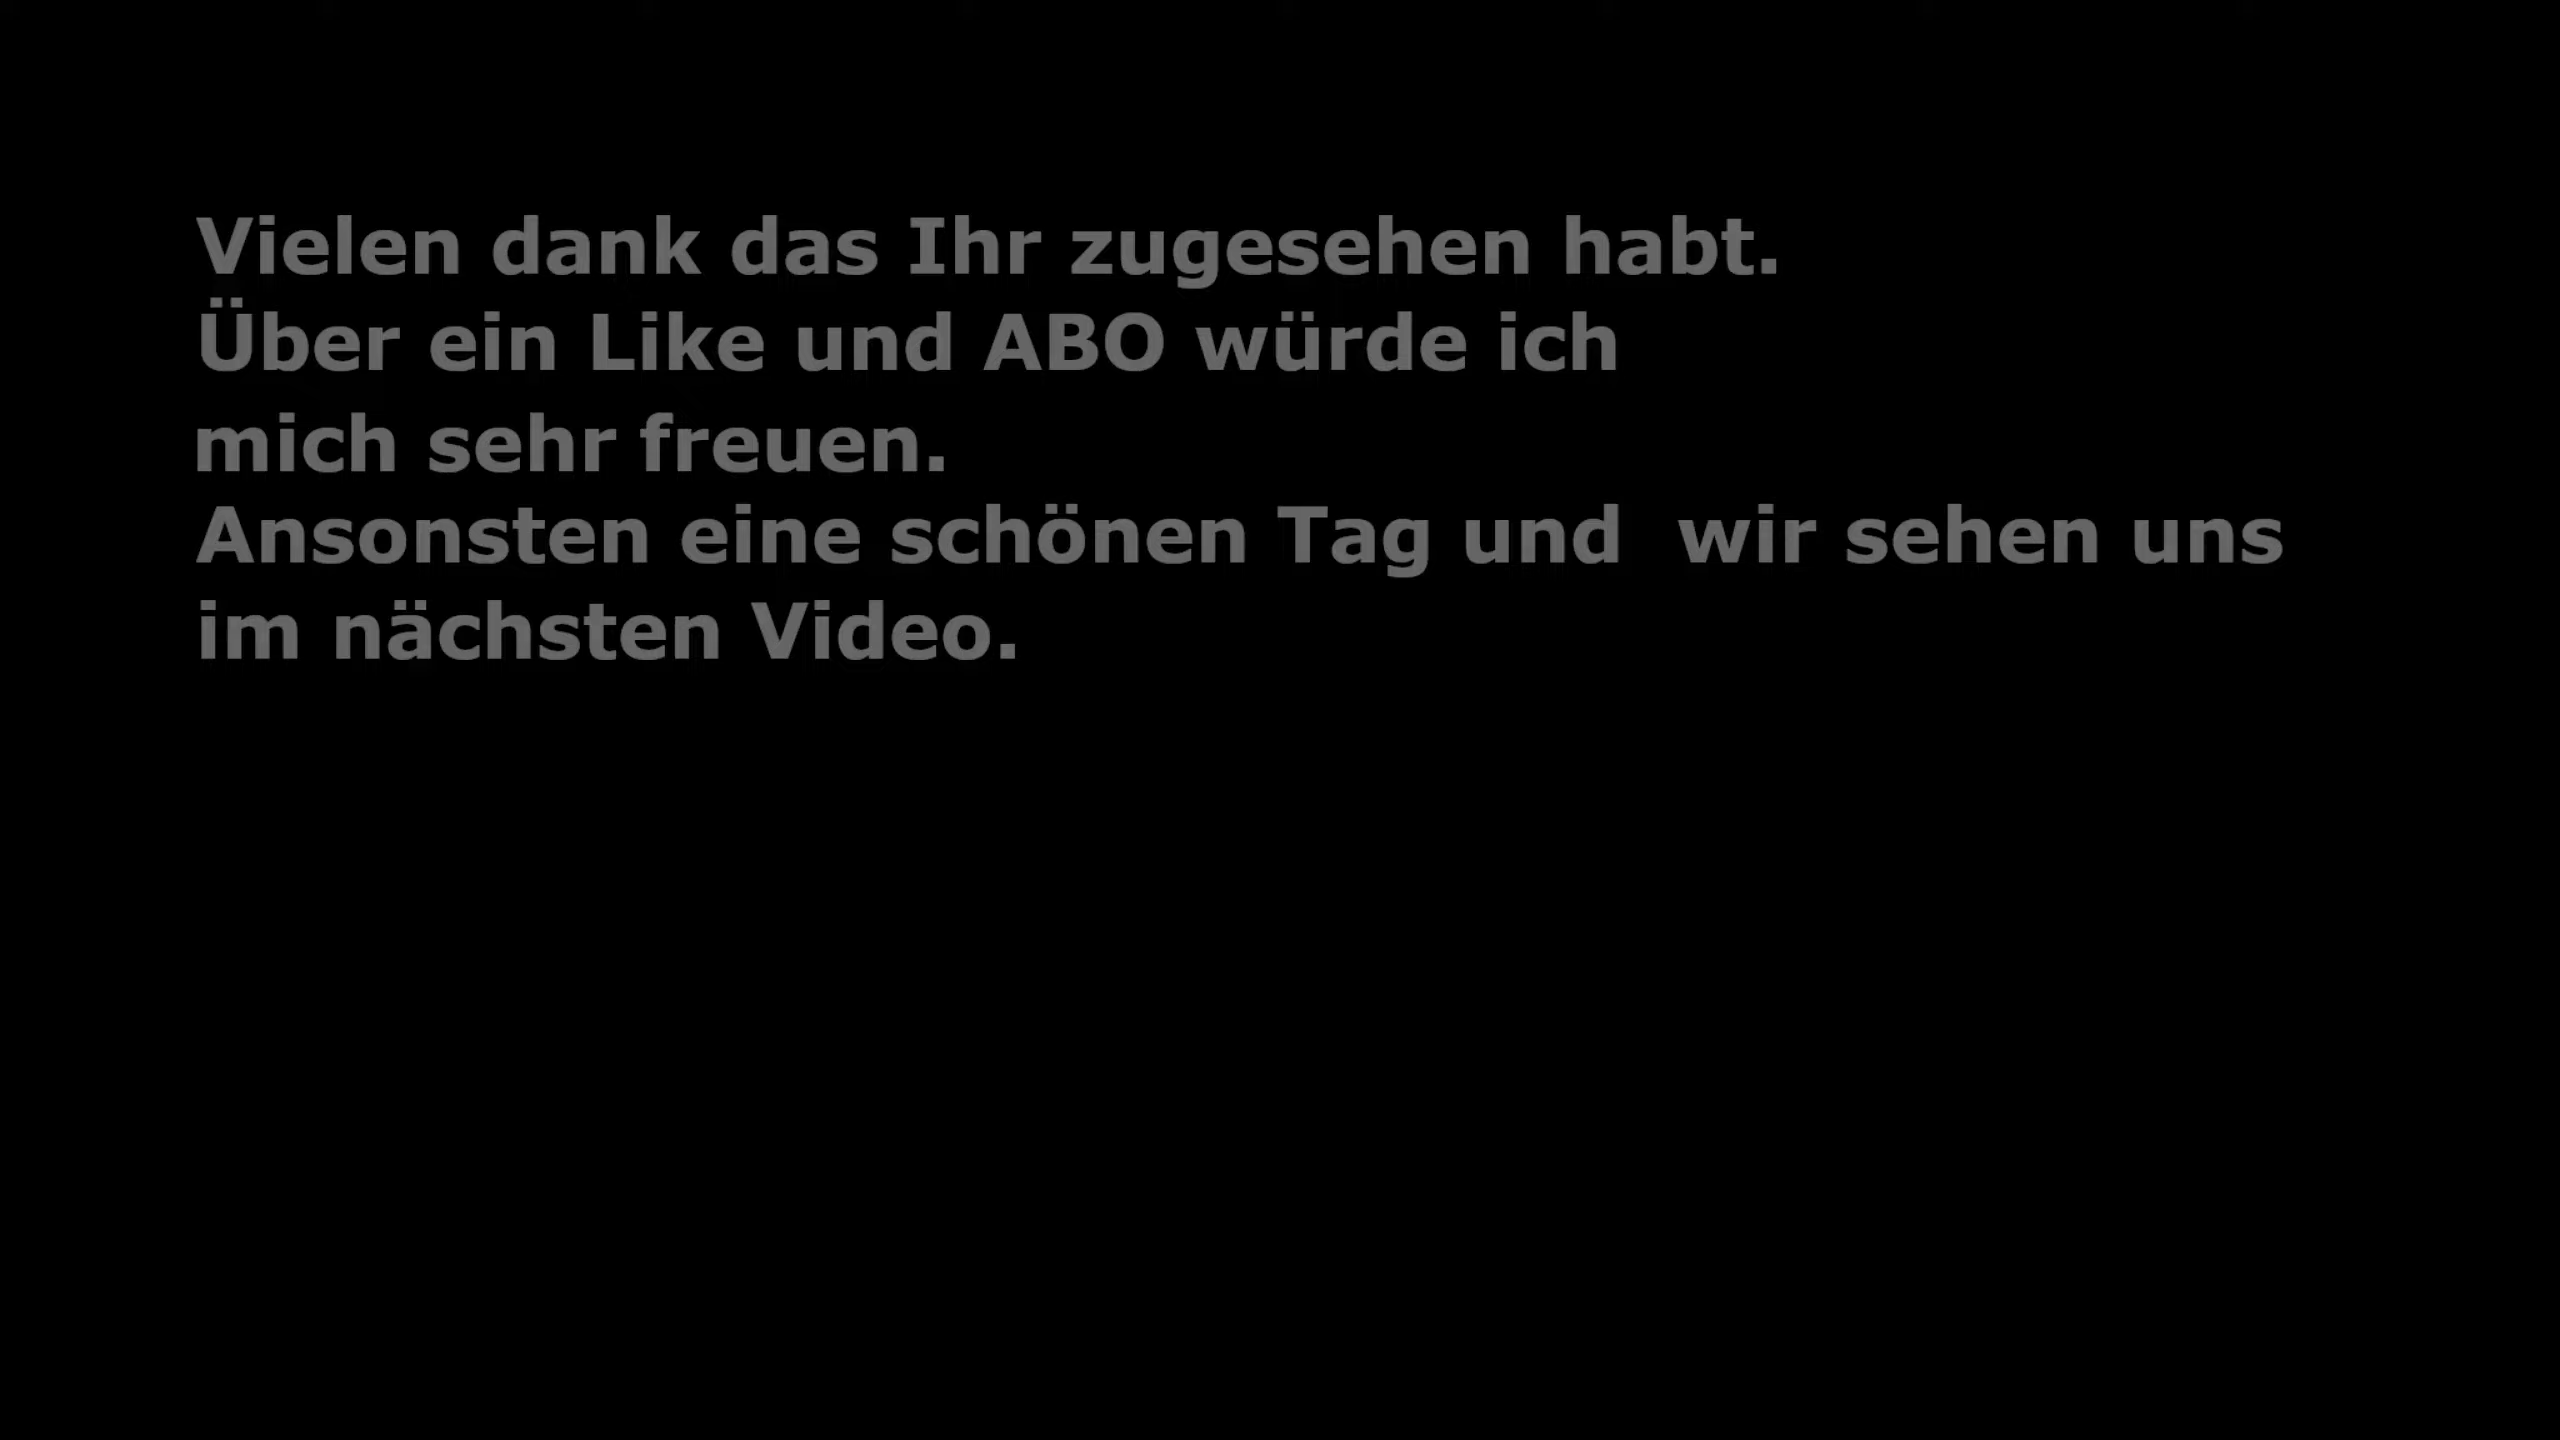 Vielen dank das Ihr zugesehen habt.
Über ein Like und ABO würde ich
mich sehr freuen.
Ansonsten eine schönen Tag und  wir sehen uns
im nächsten Video.